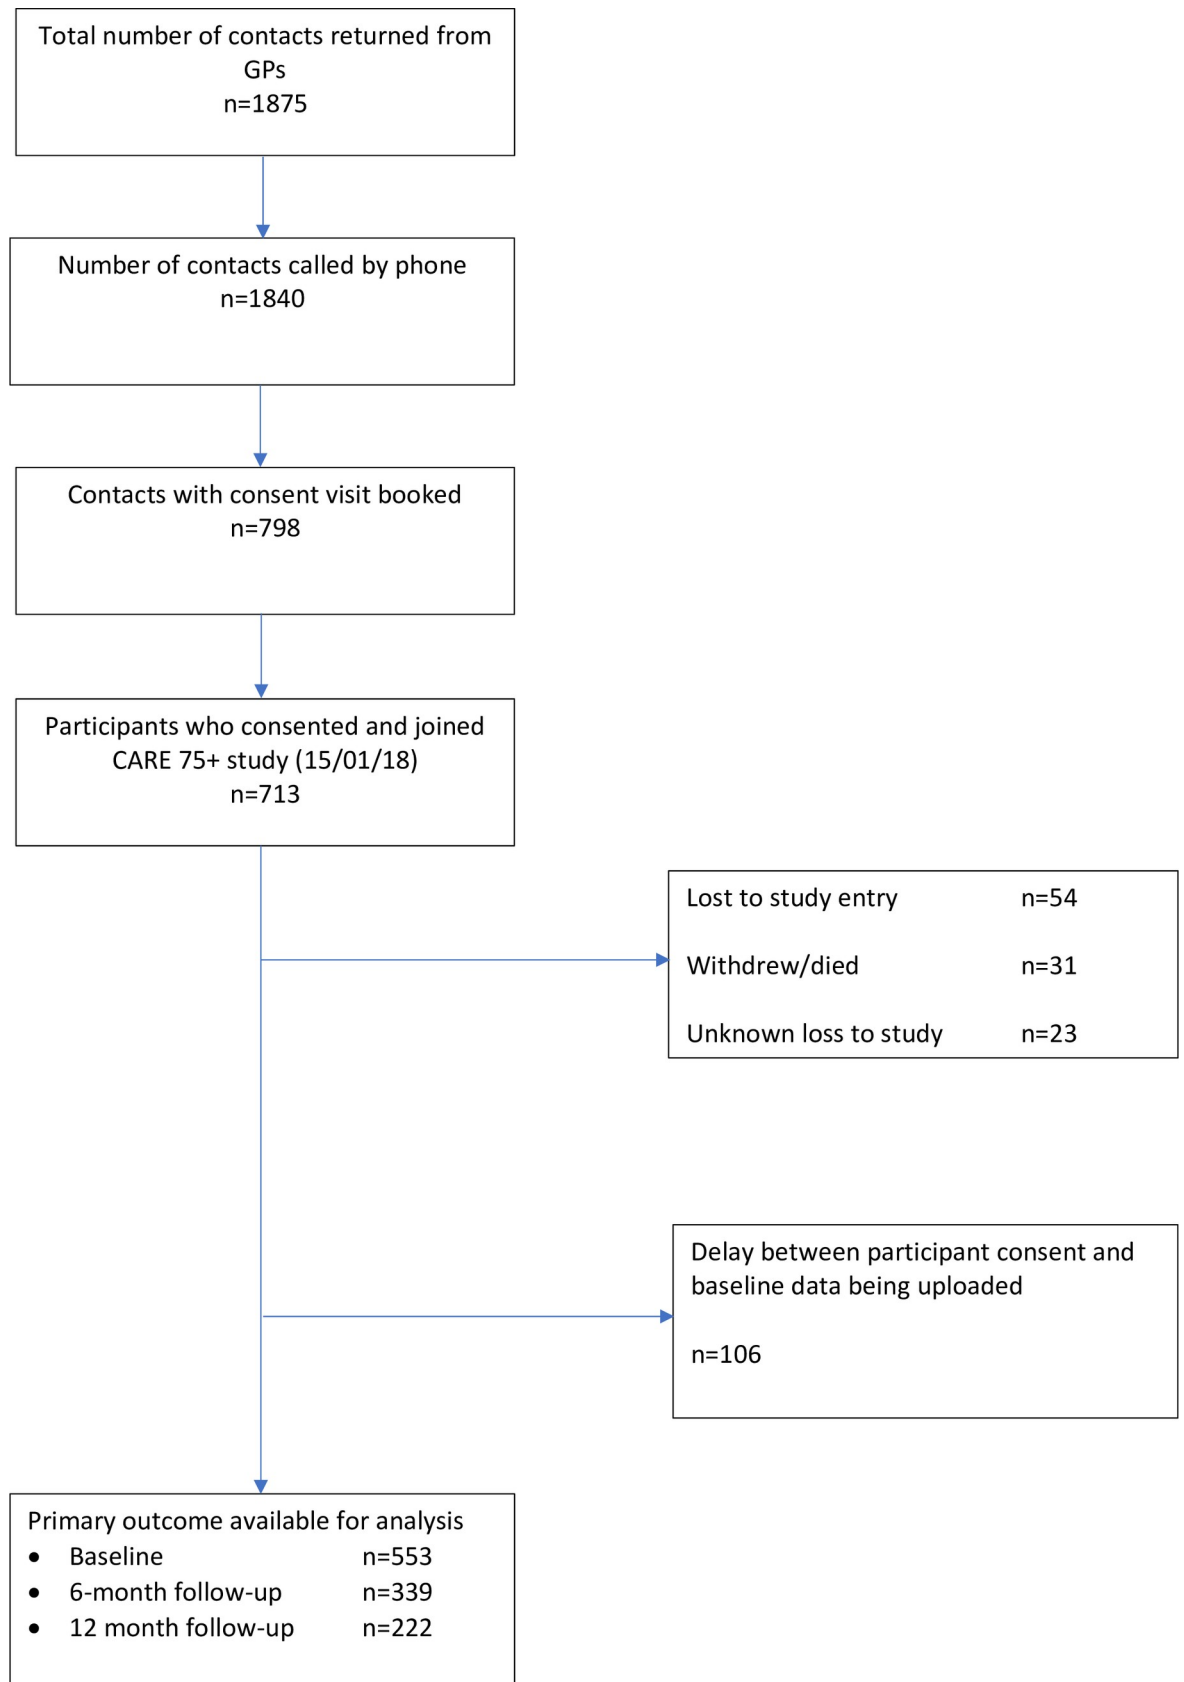 Total number of contacts returned from
GPs
n=1875
Number of contacts called by phone
n=1840
Contacts with consent visit booked
n=798
Participants who consented and joined
CARE 75+ study (15/01/18)
n=713
Lost to study entry n=54
Withdrew/died n=31
Unknown loss to study n=23
Delay between participant consent and
baseline data being uploaded
n=106
Primary outcome available for analysis
• Baseline n=553
• 6-month follow-up n=339
• 12 month follow-up n=222